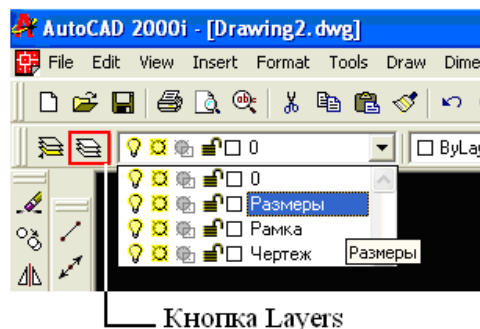 AutoCAD 2000i - [Drawing2.dwg]
File Edit View Insert Format Tools Draw Dime
abc
0 ByLay
0
Размеры
Рамка
Чертеж Размеры
Кнопка Layers